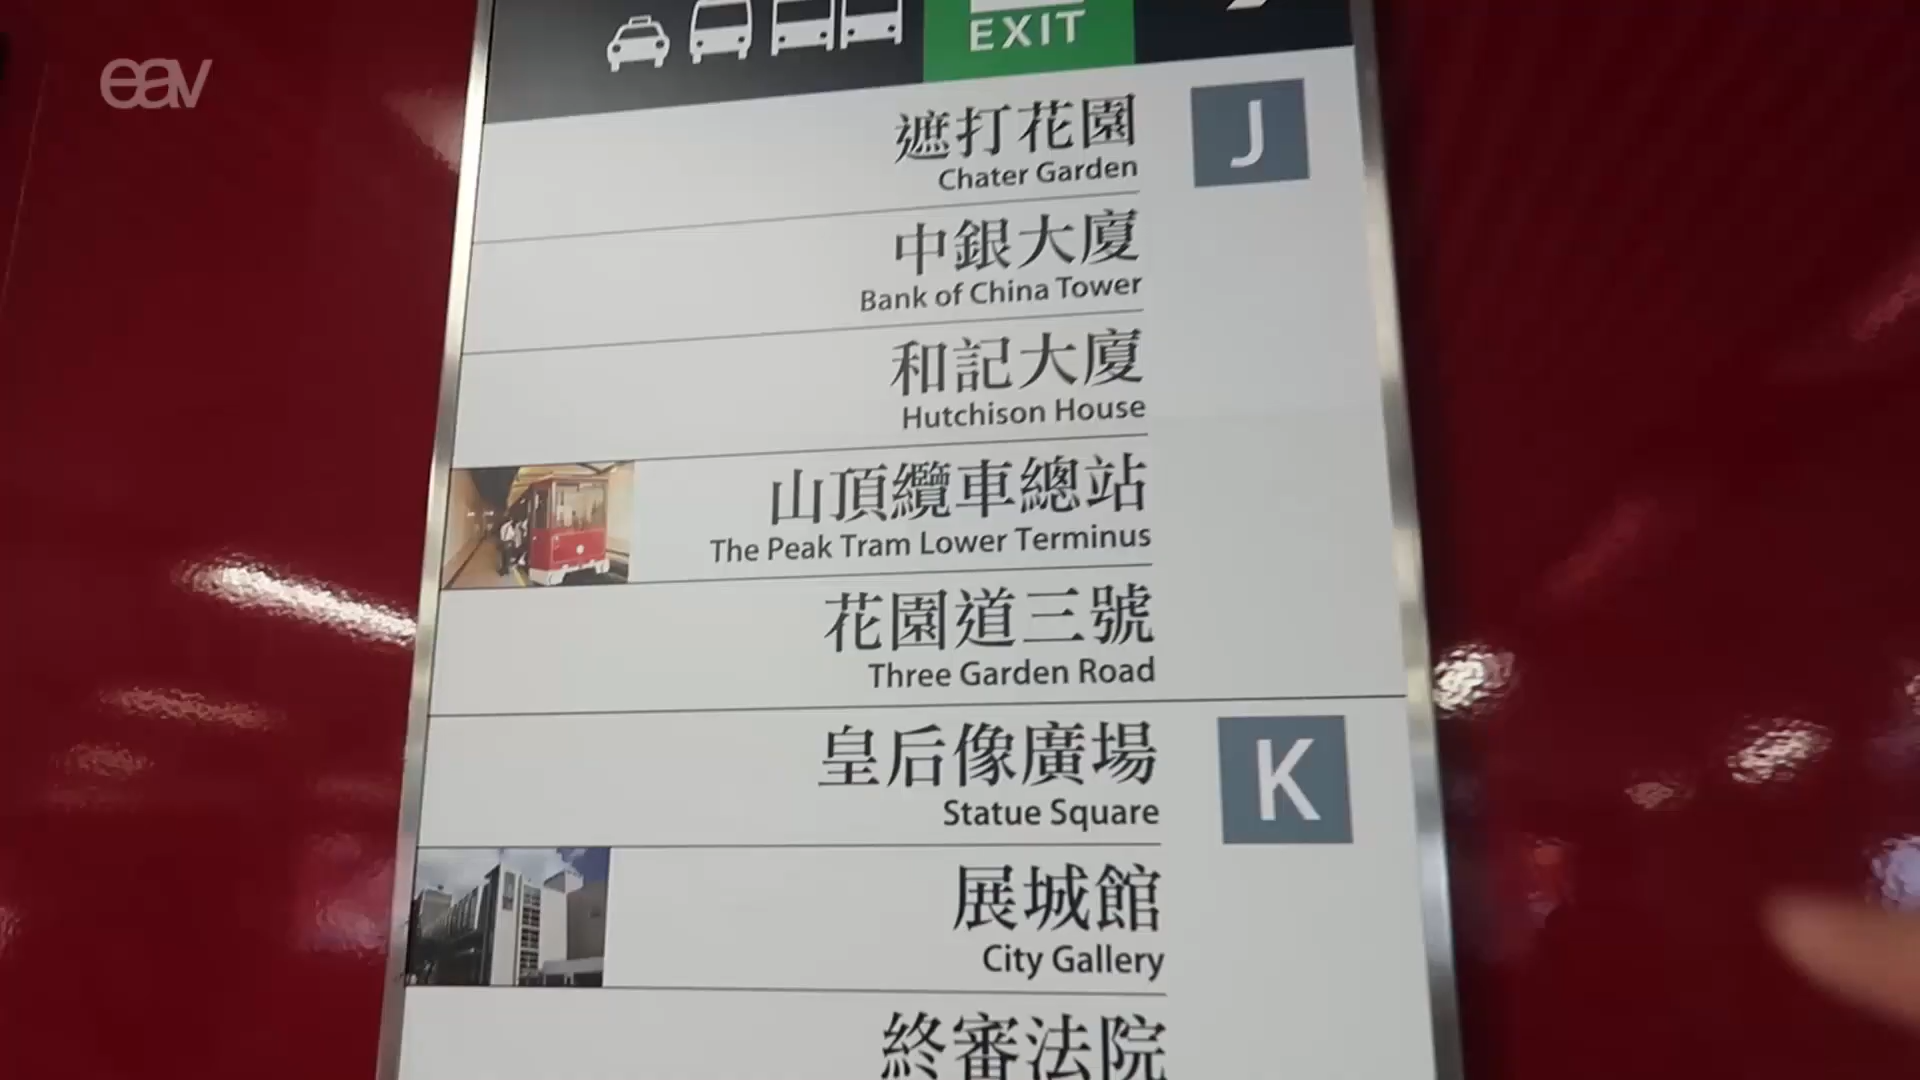 eav
EXIT
遮打花園
Chater Garden
J
中銀大廈
Bank of China Tower
和記大廈
Hutchison House
山頂纜車總站
The Peak Tram Lower Terminus
花園道三號
Three Garden Road
皇后像廣場
Statue Square
K
展城館
City Gallery
終審法院